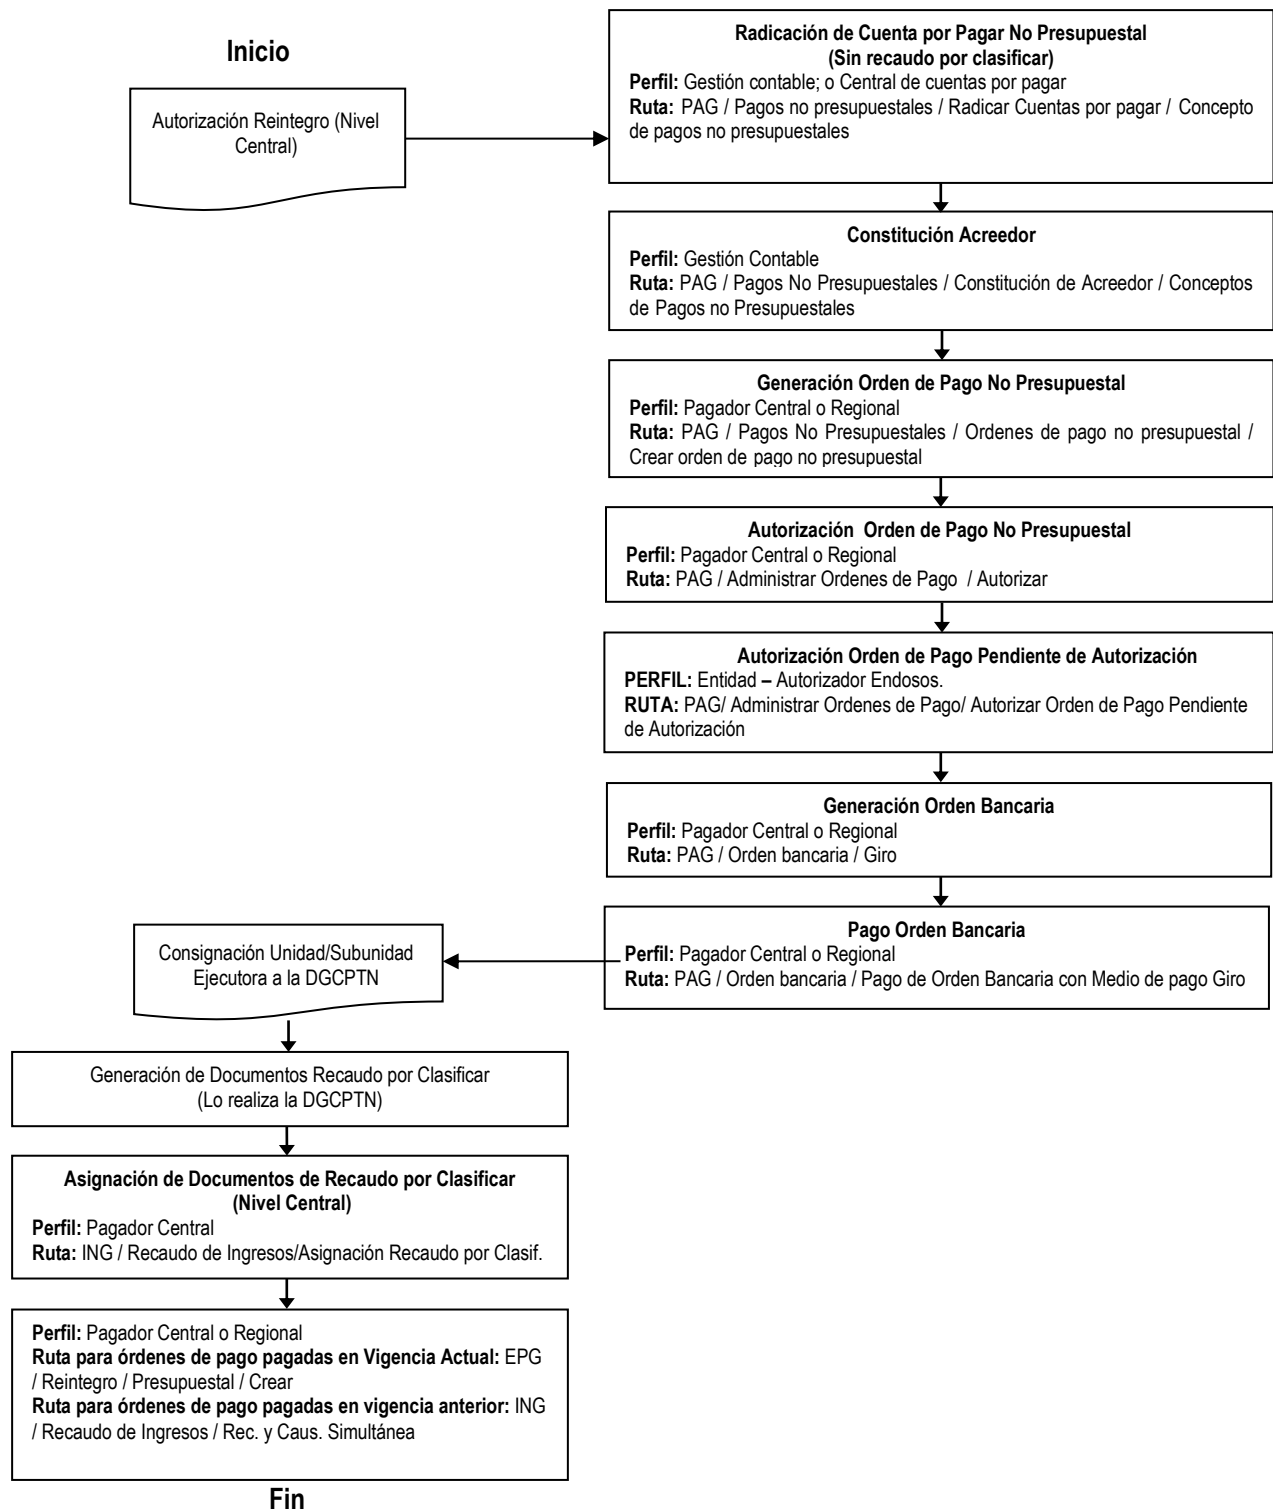 Inicio
Autorización Reintegro (Nivel
Central)
Radicación de Cuenta por Pagar No Presupuestal
(Sin recaudo por clasificar)
Perfil: Gestión contable; o Central de cuentas por pagar
Ruta: PAG / Pagos no presupuestales / Radicar Cuentas por pagar / Concepto
de pagos no presupuestales
Constitución Acreedor
Perfil: Gestión Contable
Ruta: PAG / Pagos No Presupuestales / Constitución de Acreedor / Conceptos
de Pagos no Presupuestales
Generación Orden de Pago No Presupuestal
Perfil: Pagador Central o Regional
Ruta: PAG / Pagos No Presupuestales / Ordenes de pago no presupuestal /
Crear orden de pago no presupuestal
Autorización Orden de Pago No Presupuestal
Perfil: Pagador Central o Regional
Ruta: PAG / Administrar Ordenes de Pago / Autorizar
Autorización Orden de Pago Pendiente de Autorización
PERFIL: Entidad – Autorizador Endosos.
RUTA: PAG/ Administrar Ordenes de Pago/ Autorizar Orden de Pago Pendiente
de Autorización
Generación Orden Bancaria
Perfil: Pagador Central o Regional
Ruta: PAG / Orden bancaria / Giro
Pago Orden Bancaria
Perfil: Pagador Central o Regional
Ruta: PAG / Orden bancaria / Pago de Orden Bancaria con Medio de pago Giro
Consignación Unidad/Subunidad
Ejecutora a la DGCPTN
Generación de Documentos Recaudo por Clasificar
(Lo realiza la DGCPTN)
Asignación de Documentos de Recaudo por Clasificar
(Nivel Central)
Perfil: Pagador Central
Ruta: ING / Recaudo de Ingresos/Asignación Recaudo por Clasif.
Perfil: Pagador Central o Regional
Ruta para órdenes de pago pagadas en Vigencia Actual: EPG
/ Reintegro / Presupuestal / Crear
Ruta para órdenes de pago pagadas en vigencia anterior: ING
/ Recaudo de Ingresos / Rec. y Caus. Simultánea
Fin